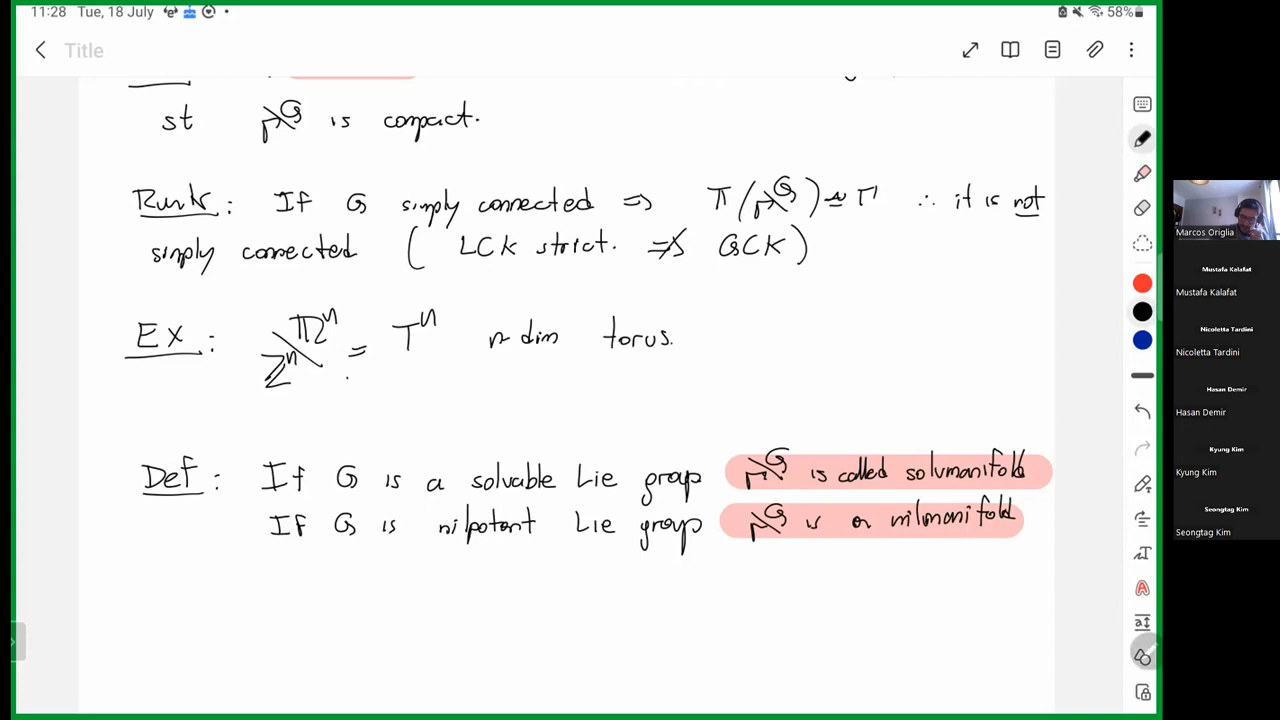 11:28 Tue, 18 July
58%
Title
st Γ\G is compact.
Rmk: If G simply connected => π(Γ\G) ≃ Γ ∴ it is not
simply connected ( LCK strict. ≠> GCK)
Ex: Z^n\R^n = T^n n dim torus.
Def: If G is a solvable Lie group Γ\G is called solvmanifold
If G is nilpotent Lie group Γ\G is a nilmanifold
Marcos Origlia
Mustafa Kalafat
Mustafa Kalafat
Nicoletta Tardini
Nicoletta Tardini
Hasan Demir
Hasan Demir
Kyung Kim
Kyung Kim
Seongtag Kim
Seongtag Kim